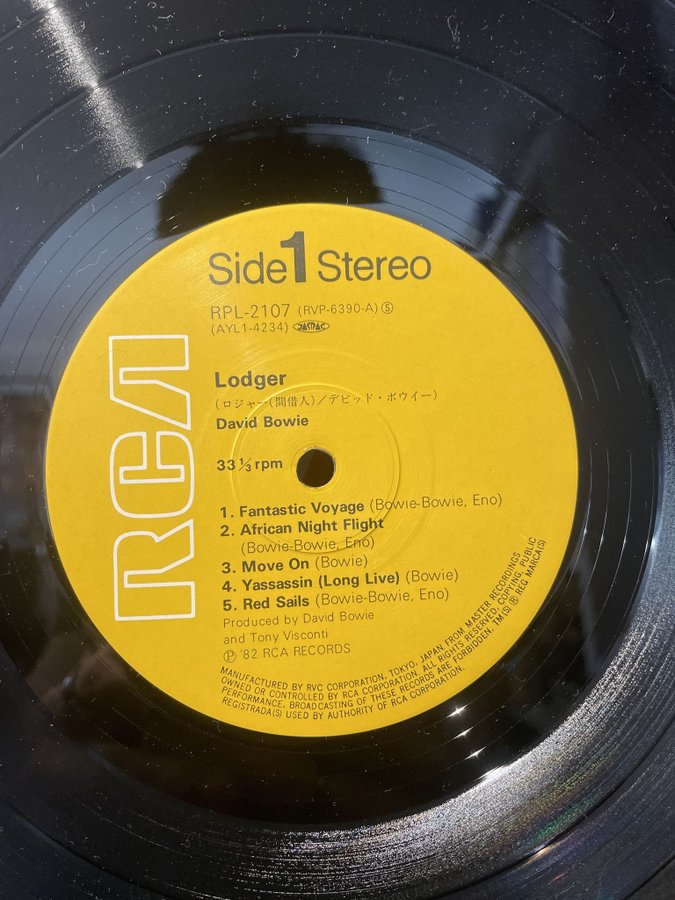 Side 1 Stereo
RPL-2107 (RVP-6390-A) ⑤
(AYL1-4234) JASRAC
Lodger
(ロジャー(間借人)/デビッド・ボウイー)
David Bowie
33 1/3 rpm
1. Fantastic Voyage (Bowie-Bowie, Eno)
2. African Night Flight
(Bowie-Bowie, Eno)
3. Move On (Bowie)
4. Yassassin (Long Live) (Bowie)
5. Red Sails (Bowie-Bowie, Eno)
Produced by David Bowie
and Tony Visconti
℗ '82 RCA RECORDS
MANUFACTURED BY RVC CORPORATION, TOKYO, JAPAN. FROM MASTER RECORDINGS
OWNED OR CONTROLLED BY RCA CORPORATION. ALL RIGHTS RESERVED, COPYING, PUBLIC
PERFORMANCE, BROADCASTING OF THESE RECORDS ARE FORBIDDEN. TM(S) ® REG MARCA(S)
REGISTRADA(S) USED BY AUTHORITY OF RCA CORPORATION.
RCA